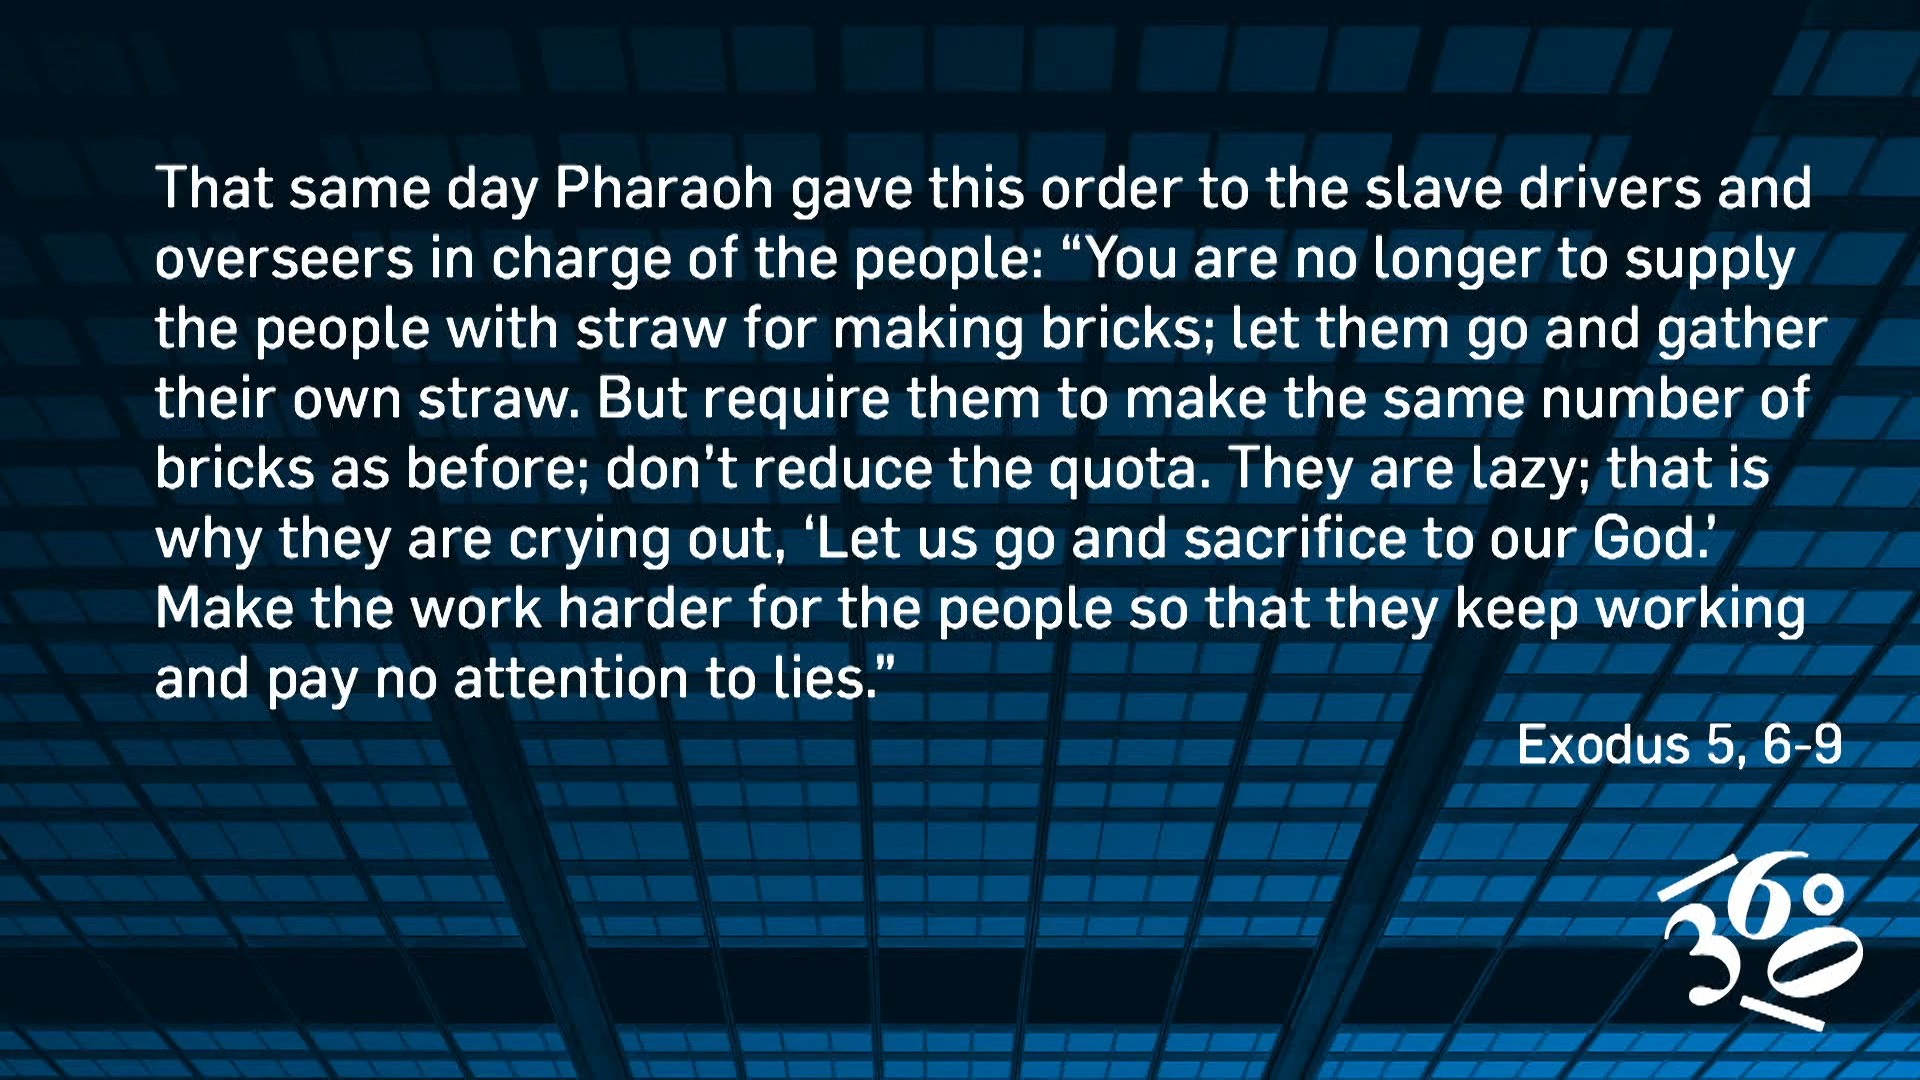 That same day Pharaoh gave this order to the slave drivers and
overseers in charge of the people: “You are no longer to supply
the people with straw for making bricks; let them go and gather
their own straw. But require them to make the same number of
bricks as before; don’t reduce the quota. They are lazy; that is
why they are crying out, ‘Let us go and sacrifice to our God.’
Make the work harder for the people so that they keep working
and pay no attention to lies.”
Exodus 5, 6-9
360°